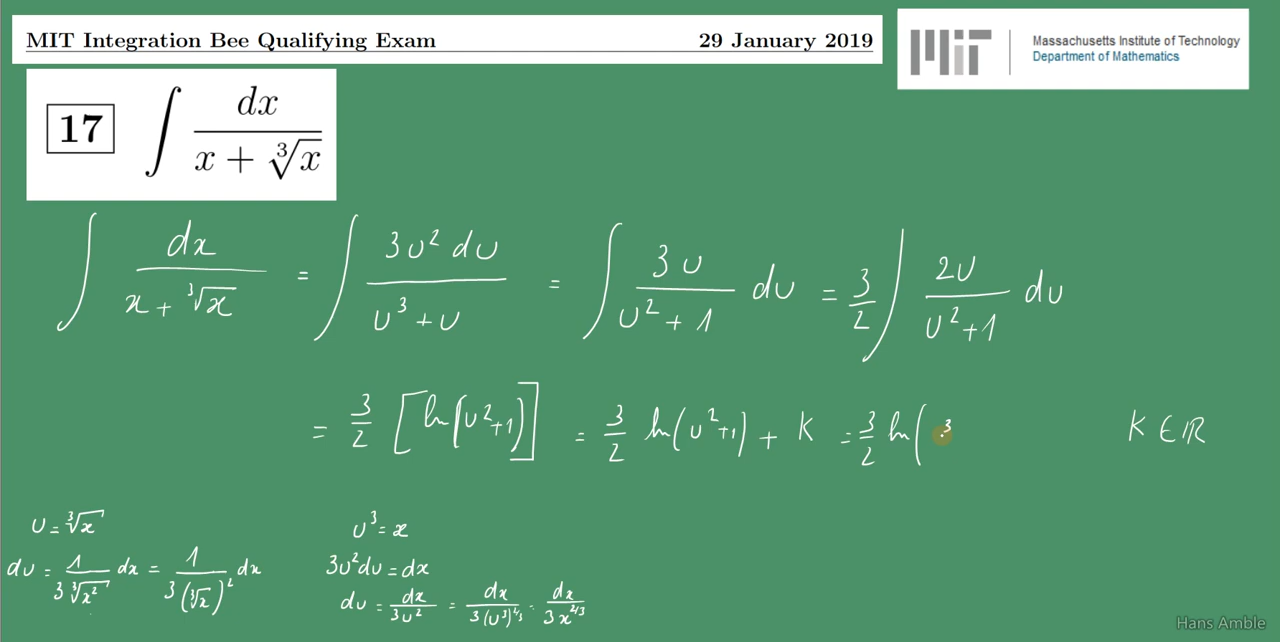 MIT Integration Bee Qualifying Exam 29 January 2019
MIT Massachusetts Institute of Technology
Department of Mathematics
17 ∫ dx / (x + ∛x)
∫ dx / (x + ∛x) = ∫ 3u² du / (u³ + u) = ∫ 3u / (u² + 1) du = 3/2 ∫ 2u / (u² + 1) du
= 3/2 [ln(u²+1)] = 3/2 ln(u²+1) + K = 3/2 ln( 3 K ∈ ℝ
u = ∛x u³ = x
du = 1 / (3 ∛x²) dx = 1 / (3 (∛x)²) dx 3u² du = dx
du = dx / 3u² = dx / 3(u³)^2/3 = dx / 3x^2/3
Hans Amble